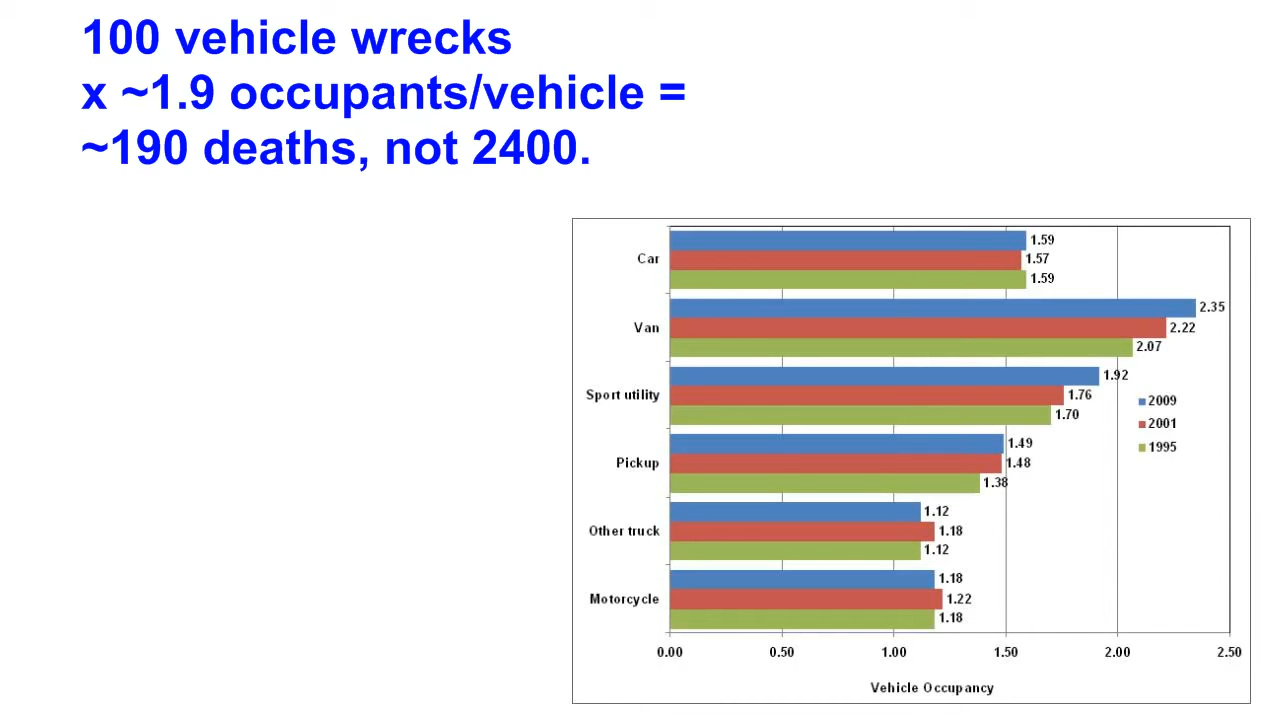 100 vehicle wrecks
x ~1.9 occupants/vehicle =
~190 deaths, not 2400.
Car
1.59
1.57
1.59
Van
2.35
2.22
2.07
Sport utility
1.92
1.76
1.70
2009
2001
1995
Pickup
1.49
1.48
1.38
Other truck
1.12
1.18
1.12
Motorcycle
1.18
1.22
1.18
0.00 0.50 1.00 1.50 2.00 2.50
Vehicle Occupancy